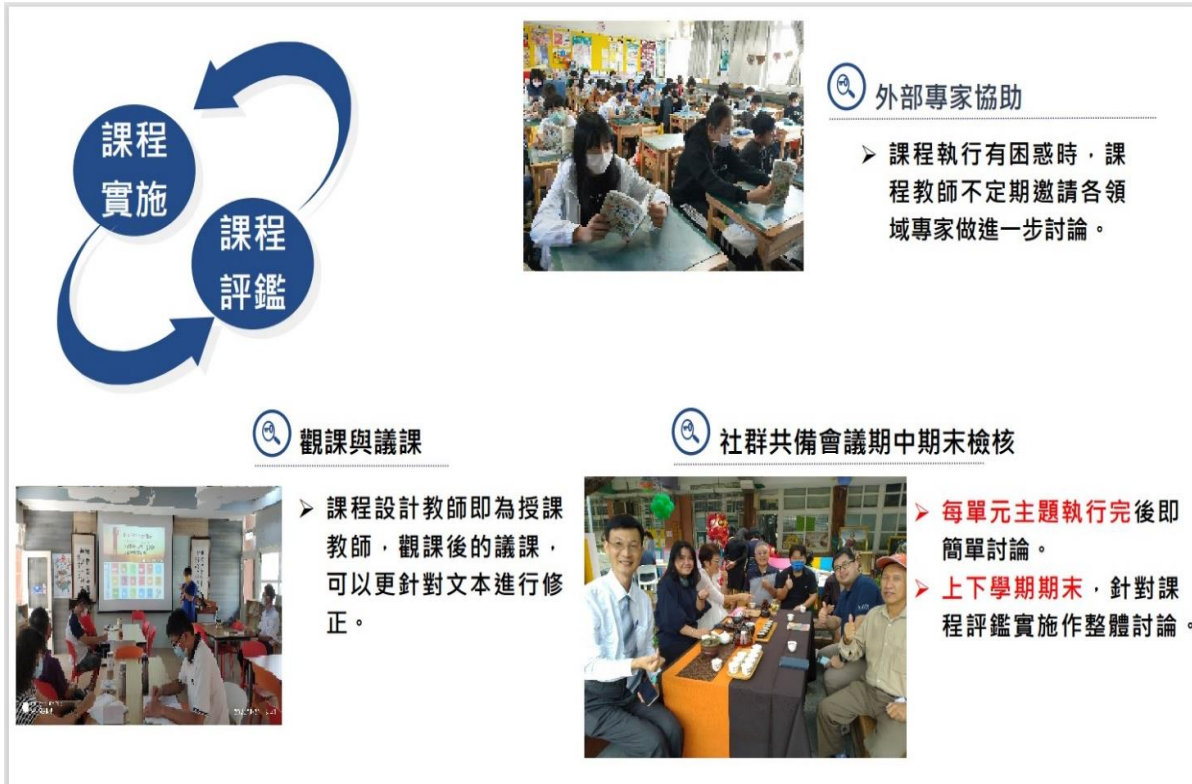 課程
實施
課程
評鑑
外部專家協助
➢ 課程執行有困惑時，課
程教師不定期邀請各領
域專家做進一步討論。
觀課與議課
➢ 課程設計教師即為授課
教師，觀課後的議課，
可以更針對文本進行修
正。
社群共備會議期中期末檢核
➢ 每單元主題執行完後即
簡單討論。
➢ 上下學期期末，針對課
程評鑑實施作整體討論。